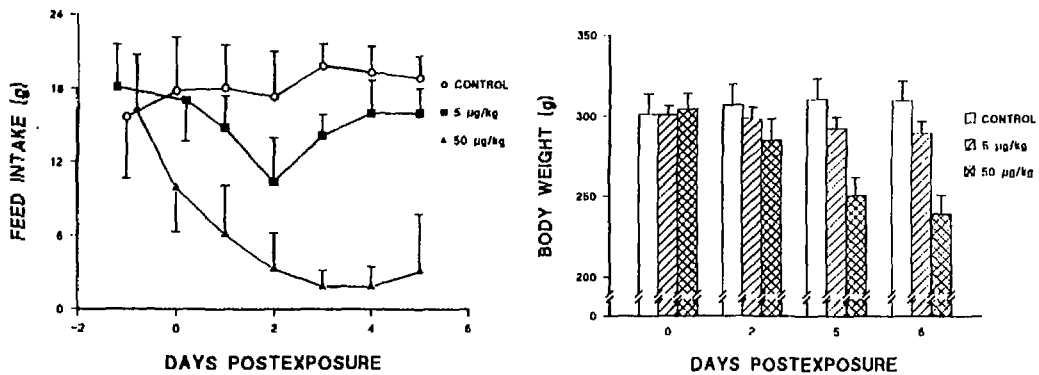 24
18
12
6
0
FEED INTAKE (g)
-2
0
2
4
6
DAYS POSTEXPOSURE
CONTROL
5 µg/kg
50 µg/kg
350
300
250
200
0
BODY WEIGHT (g)
0
2
5
6
DAYS POSTEXPOSURE
CONTROL
5 µg/kg
50 µg/kg